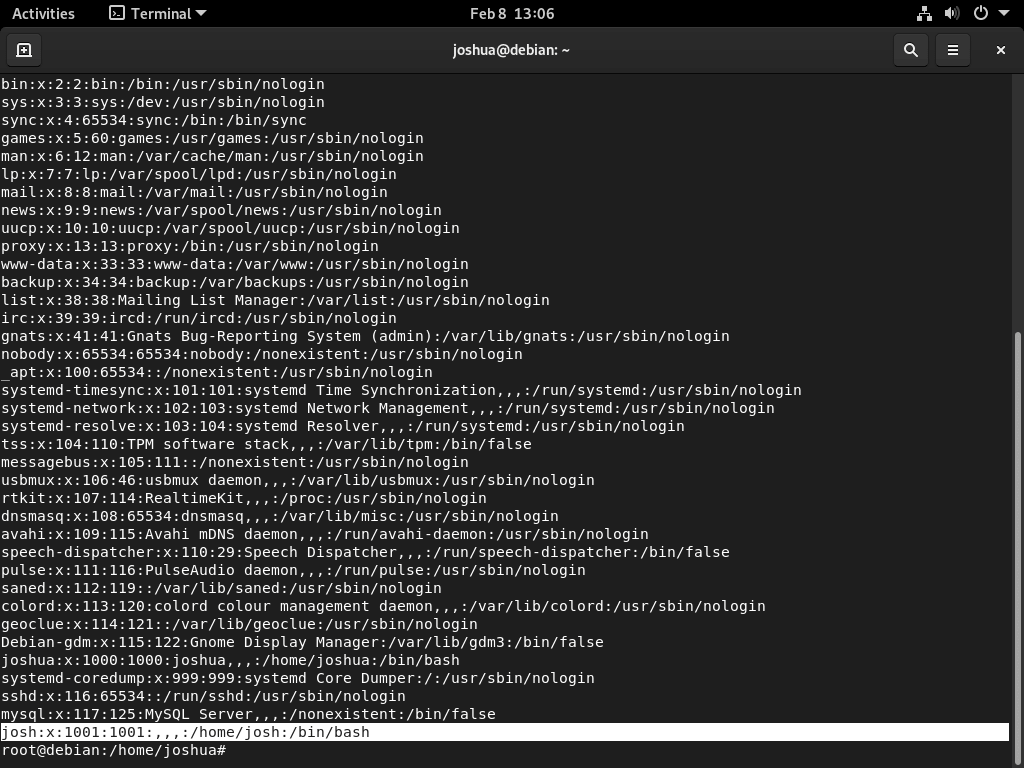 Activities
Terminal
Feb 8 13:06
joshua@debian: ~
bin:x:2:2:bin:/bin:/usr/sbin/nologin
sys:x:3:3:sys:/dev:/usr/sbin/nologin
sync:x:4:65534:sync:/bin:/bin/sync
games:x:5:60:games:/usr/games:/usr/sbin/nologin
man:x:6:12:man:/var/cache/man:/usr/sbin/nologin
lp:x:7:7:lp:/var/spool/lpd:/usr/sbin/nologin
mail:x:8:8:mail:/var/mail:/usr/sbin/nologin
news:x:9:9:news:/var/spool/news:/usr/sbin/nologin
uucp:x:10:10:uucp:/var/spool/uucp:/usr/sbin/nologin
proxy:x:13:13:proxy:/bin:/usr/sbin/nologin
www-data:x:33:33:www-data:/var/www:/usr/sbin/nologin
backup:x:34:34:backup:/var/backups:/usr/sbin/nologin
list:x:38:38:Mailing List Manager:/var/list:/usr/sbin/nologin
irc:x:39:39:ircd:/run/ircd:/usr/sbin/nologin
gnats:x:41:41:Gnats Bug-Reporting System (admin):/var/lib/gnats:/usr/sbin/nologin
nobody:x:65534:65534:nobody:/nonexistent:/usr/sbin/nologin
_apt:x:100:65534::/nonexistent:/usr/sbin/nologin
systemd-timesync:x:101:101:systemd Time Synchronization,,,:/run/systemd:/usr/sbin/nologin
systemd-network:x:102:103:systemd Network Management,,,:/run/systemd:/usr/sbin/nologin
systemd-resolve:x:103:104:systemd Resolver,,,:/run/systemd:/usr/sbin/nologin
tss:x:104:110:TPM software stack,,,:/var/lib/tpm:/bin/false
messagebus:x:105:111::/nonexistent:/usr/sbin/nologin
usbmux:x:106:46:usbmux daemon,,,:/var/lib/usbmux:/usr/sbin/nologin
rtkit:x:107:114:RealtimeKit,,,:/proc:/usr/sbin/nologin
dnsmasq:x:108:65534:dnsmasq,,,:/var/lib/misc:/usr/sbin/nologin
avahi:x:109:115:Avahi mDNS daemon,,,:/run/avahi-daemon:/usr/sbin/nologin
speech-dispatcher:x:110:29:Speech Dispatcher,,,:/run/speech-dispatcher:/bin/false
pulse:x:111:116:PulseAudio daemon,,,:/run/pulse:/usr/sbin/nologin
saned:x:112:119::/var/lib/saned:/usr/sbin/nologin
colord:x:113:120:colord colour management daemon,,,:/var/lib/colord:/usr/sbin/nologin
geoclue:x:114:121::/var/lib/geoclue:/usr/sbin/nologin
Debian-gdm:x:115:122:Gnome Display Manager:/var/lib/gdm3:/bin/false
joshua:x:1000:1000:joshua,,,:/home/joshua:/bin/bash
systemd-coredump:x:999:999:systemd Core Dumper:/:/usr/sbin/nologin
sshd:x:116:65534::/run/sshd:/usr/sbin/nologin
mysql:x:117:125:MySQL Server,,,:/nonexistent:/bin/false
josh:x:1001:1001:,,,:/home/josh:/bin/bash
root@debian:/home/joshua#